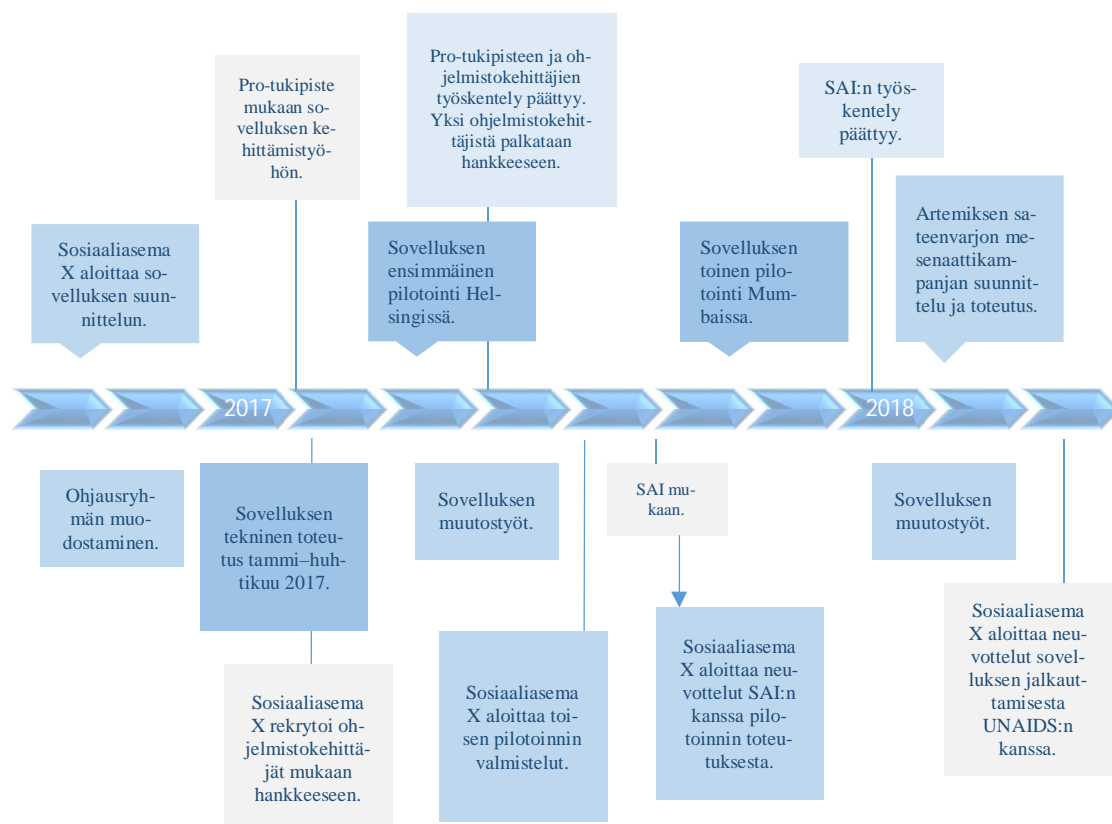 Pro-tukipiste
mukaan so-
velluksen ke-
hittämistyö-
hön.
Pro-tukipisteen ja oh-
jelmistokehittäjien
työskentely päättyy.
Yksi ohjelmistokehit-
täjistä palkataan
hankkeeseen.
SAI:n työs-
kentely
päättyy.
Sosiaaliasema
X aloittaa so-
velluksen suun-
nittelun.
Sovelluksen
ensimmäinen
pilotointi Hel-
singissä.
Sovelluksen
toinen pilo-
tointi Mum-
baissa.
Artemiksen sa-
teenvarjon me-
senaattikam-
panjan suunnit-
telu ja toteutus.
2017
2018
Ohjausryh-
män muo-
dostaminen.
Sovelluksen
tekninen toteu-
tus tammi–huh-
tikuu 2017.
Sovelluksen
muutostyöt.
SAI mu-
kaan.
Sovelluksen
muutostyöt.
Sosiaaliasema
X rekrytoi oh-
jelmistokehittä-
jät mukaan
hankkeeseen.
Sosiaaliasema
X aloittaa toi-
sen pilotoinnin
valmistelut.
Sosiaaliasema
X aloittaa neu-
vottelut SAI:n
kanssa pilo-
toinnin toteu-
tuksesta.
Sosiaaliasema
X aloittaa neu-
vottelut sovel-
luksen jalkaut-
tamisesta
UNAIDS:n
kanssa.